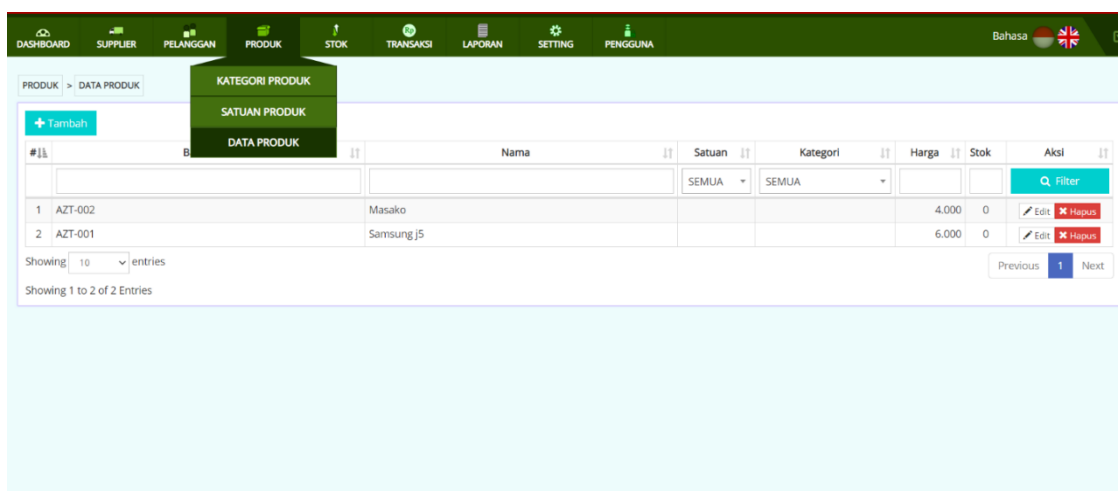 DASHBOARD SUPPLIER PELANGGAN PRODUK STOK TRANSAKSI LAPORAN SETTING PENGGUNA Bahasa
Rp
PRODUK > DATA PRODUK
KATEGORI PRODUK
SATUAN PRODUK
DATA PRODUK
Tambah
# B Nama Satuan Kategori Harga Stok Aksi
SEMUA SEMUA Filter
1 AZT-002 Masako 4.000 0 Edit Hapus
2 AZT-001 Samsung j5 6.000 0 Edit Hapus
Showing 10 entries Previous 1 Next
Showing 1 to 2 of 2 Entries